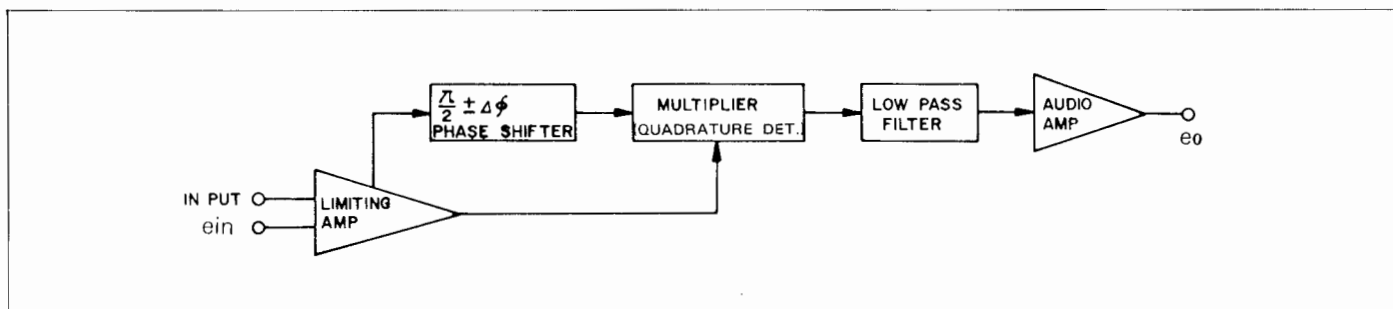 π/2 ± Δφ
PHASE SHIFTER
MULTIPLIER
(QUADRATURE DET.)
LOW PASS
FILTER
AUDIO
AMP
eo
IN PUT
ein
LIMITING
AMP